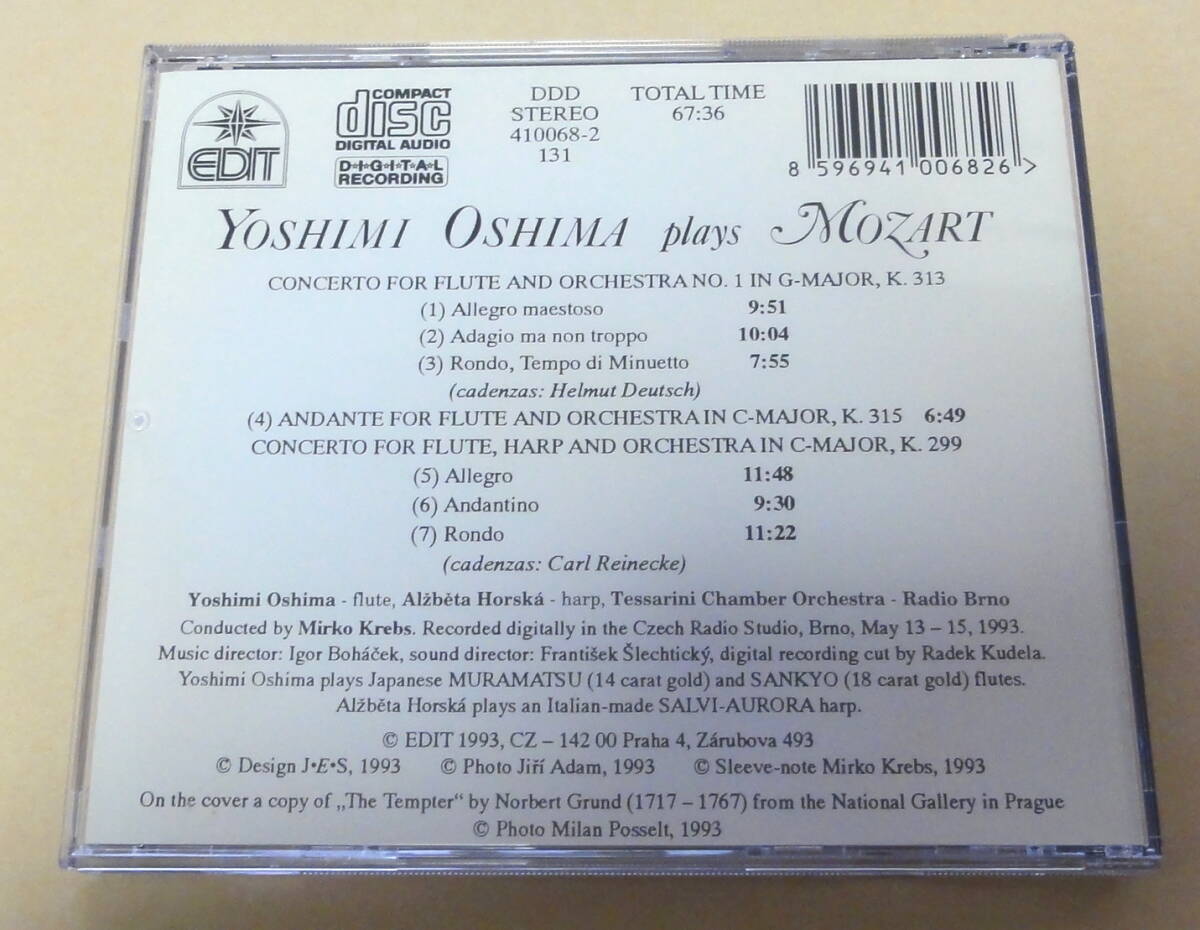 EDIT
COMPACT
disc
DIGITAL AUDIO
D·I·G·I·T·A·L
RECORDING
DDD
STEREO
410068-2
131
TOTAL TIME
67:36
8 596941 006826 >
YOSHIMI OSHIMA plays MOZART
CONCERTO FOR FLUTE AND ORCHESTRA NO. 1 IN G-MAJOR, K. 313
(1) Allegro maestoso 9:51
(2) Adagio ma non troppo 10:04
(3) Rondo, Tempo di Minuetto 7:55
(cadenzas: Helmut Deutsch)
(4) ANDANTE FOR FLUTE AND ORCHESTRA IN C-MAJOR, K. 315 6:49
CONCERTO FOR FLUTE, HARP AND ORCHESTRA IN C-MAJOR, K. 299
(5) Allegro 11:48
(6) Andantino 9:30
(7) Rondo 11:22
(cadenzas: Carl Reinecke)
Yoshimi Oshima - flute, Alžběta Horská - harp, Tessarini Chamber Orchestra - Radio Brno
Conducted by Mirko Krebs. Recorded digitally in the Czech Radio Studio, Brno, May 13 – 15, 1993.
Music director: Igor Boháček, sound director: František Šlechtický, digital recording cut by Radek Kudela.
Yoshimi Oshima plays Japanese MURAMATSU (14 carat gold) and SANKYO (18 carat gold) flutes.
Alžběta Horská plays an Italian-made SALVI-AURORA harp.
© EDIT 1993, CZ – 142 00 Praha 4, Zárubova 493
© Design J•E•S, 1993 © Photo Jiří Adam, 1993 © Sleeve-note Mirko Krebs, 1993
On the cover a copy of „The Tempter“ by Norbert Grund (1717 – 1767) from the National Gallery in Prague
© Photo Milan Posselt, 1993